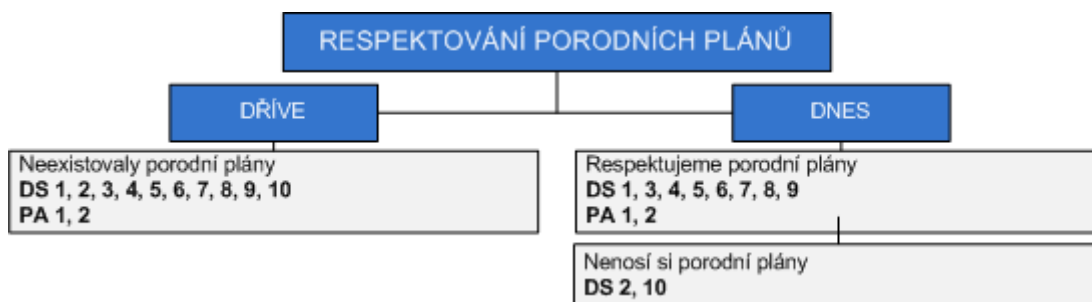 RESPEKTOVÁNÍ PORODNÍCH PLÁNŮ
DŘÍVE
Neexistovaly porodní plány
DS 1, 2, 3, 4, 5, 6, 7, 8, 9, 10
PA 1, 2
DNES
Respektujeme porodní plány
DS 1, 3, 4, 5, 6, 7, 8, 9
PA 1, 2
Nenosí si porodní plány
DS 2, 10